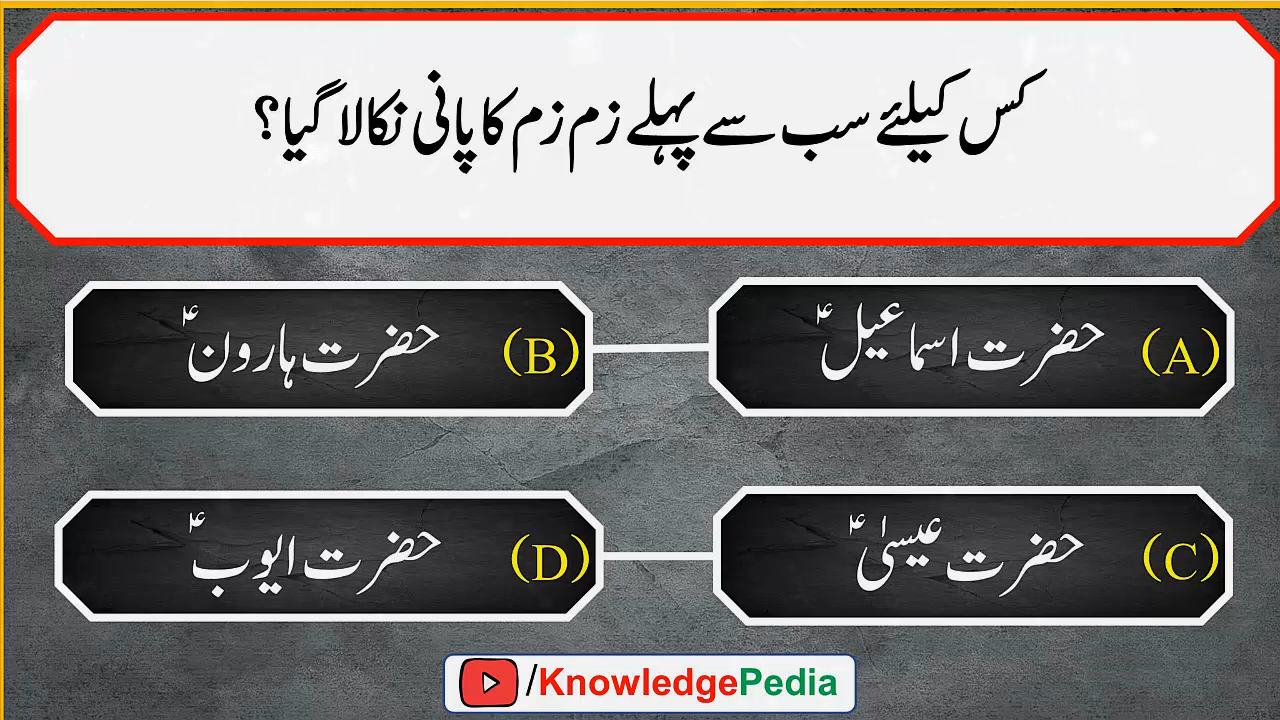 کس کیلئے سب سے پہلے زم زم کا پانی نکالا گیا؟
(A) حضرت اسماعیلؑ
(B) حضرت ہارونؑ
(C) حضرت عیسیٰؑ
(D) حضرت ایوبؑ
/KnowledgePedia